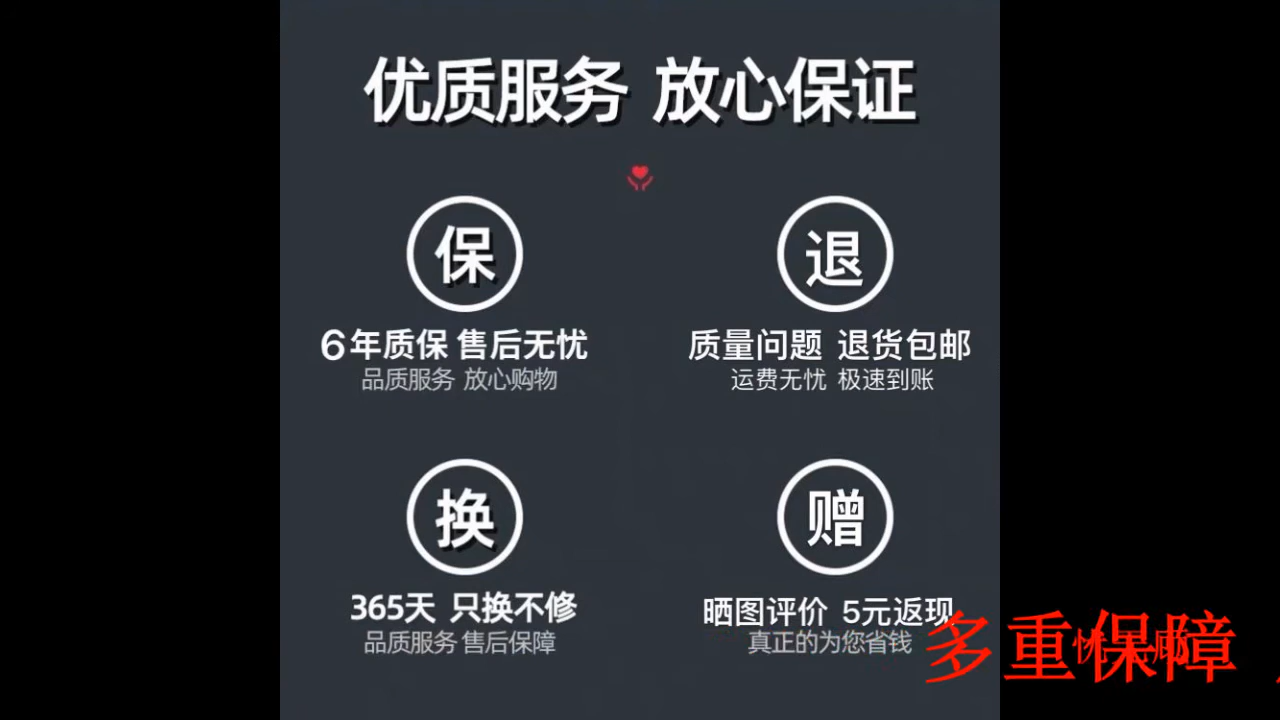 优质服务 放心保证
保
退
6年质保 售后无忧
质量问题 退货包邮
品质服务 放心购物
运费无忧 极速到账
换
赠
365天 只换不修
晒图评价 5元返现
品质服务 售后保障
真正的为您省钱
多重保障